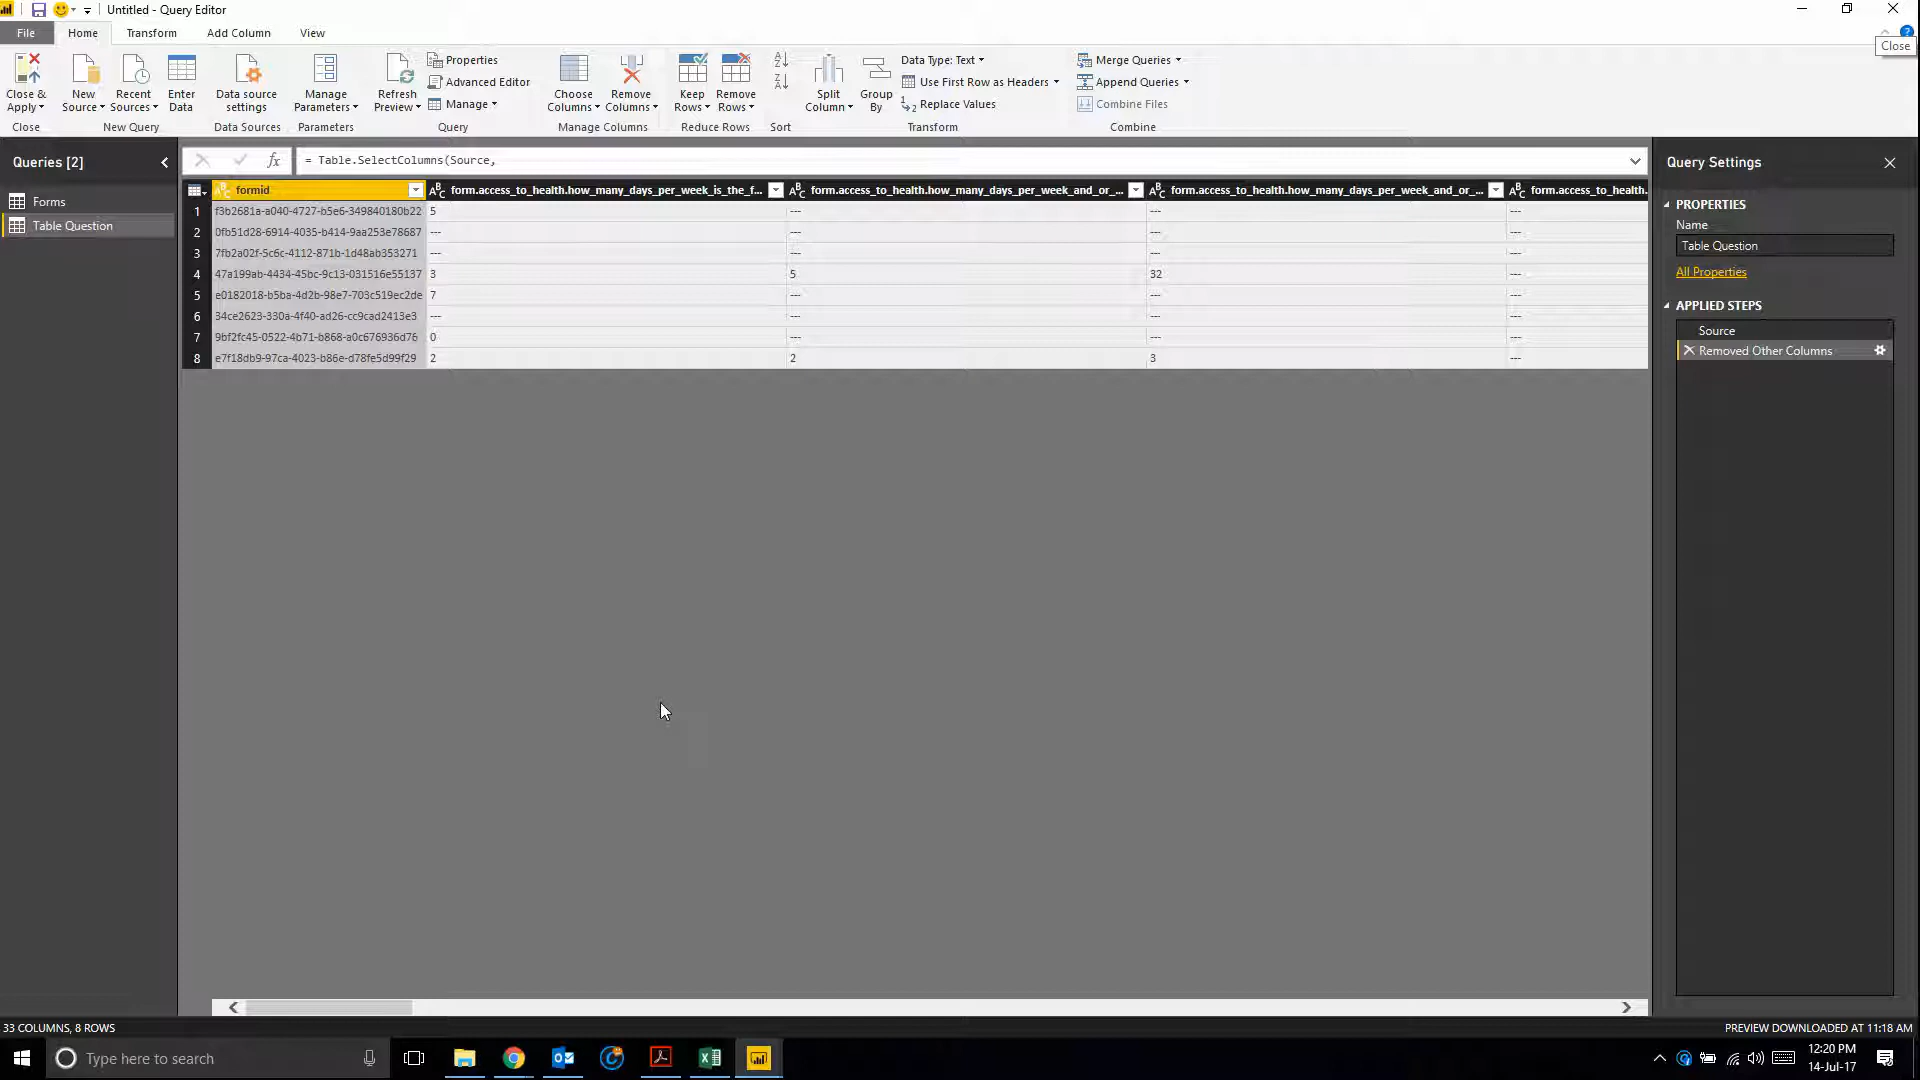 Untitled - Query Editor
File Home Transform Add Column View
Close
Close & Apply
New Source
Recent Sources
Enter Data
Data source settings
Manage Parameters
Refresh Preview
Properties
Advanced Editor
Manage
Choose Columns
Remove Columns
Keep Rows
Remove Rows
Split Column
Group By
Data Type: Text
Use First Row as Headers
Replace Values
Merge Queries
Append Queries
Combine Files
Close New Query Data Sources Parameters Query Manage Columns Reduce Rows Sort Transform Combine
Queries [2]
Forms
Table Question
fx = Table.SelectColumns(Source,
formid form.access_to_health.how_many_days_per_week_is_the_f... form.access_to_health.how_many_days_per_week_and_or_... form.access_to_health.how_many_days_per_week_and_or_... form.access_to_health.
1 f3b2681a-a040-4727-b5e6-349840180b22 5 --- --- ---
2 0fb51d28-6914-4035-b414-9aa253e78687 --- --- --- ---
3 7fb2a02f-5c6c-4112-871b-1d48ab353271 --- --- --- ---
4 47a199ab-4434-45bc-9c13-031516e55137 3 5 32 ---
5 e0182018-b5ba-4d2b-98e7-703c519ec2de 7 --- --- ---
6 34ce2623-330a-4f40-ad26-cc9cad2413e3 --- --- --- ---
7 9bf2fc45-0522-4b71-b868-a0c676936d76 0 --- --- ---
8 e7f18db9-97ca-4023-b86e-d78fe5d99f29 2 2 3 ---
Query Settings
PROPERTIES
Name
Table Question
All Properties
APPLIED STEPS
Source
Removed Other Columns
33 COLUMNS, 8 ROWS
PREVIEW DOWNLOADED AT 11:18 AM
Type here to search
12:20 PM
14-Jul-17